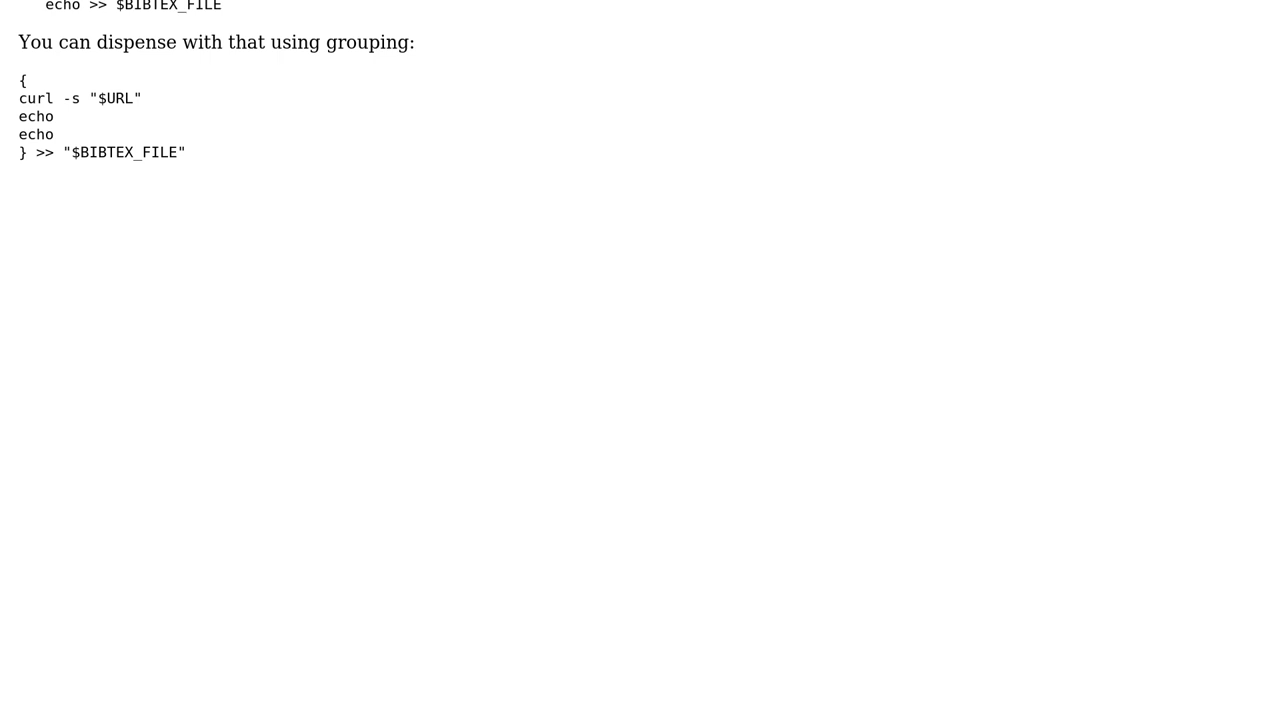 echo >> $BIBTEX_FILE
You can dispense with that using grouping:
{
curl -s "$URL"
echo
echo
} >> "$BIBTEX_FILE"